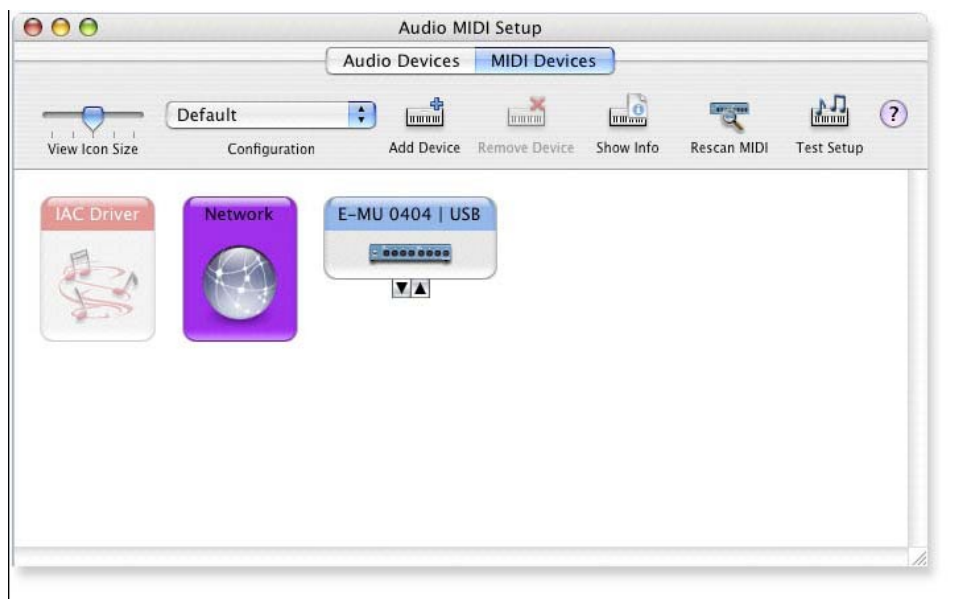 Audio MIDI Setup
Audio Devices MIDI Devices
Default ?
View Icon Size Configuration Add Device Remove Device Show Info Rescan MIDI Test Setup
IAC Driver Network E-MU 0404 | USB